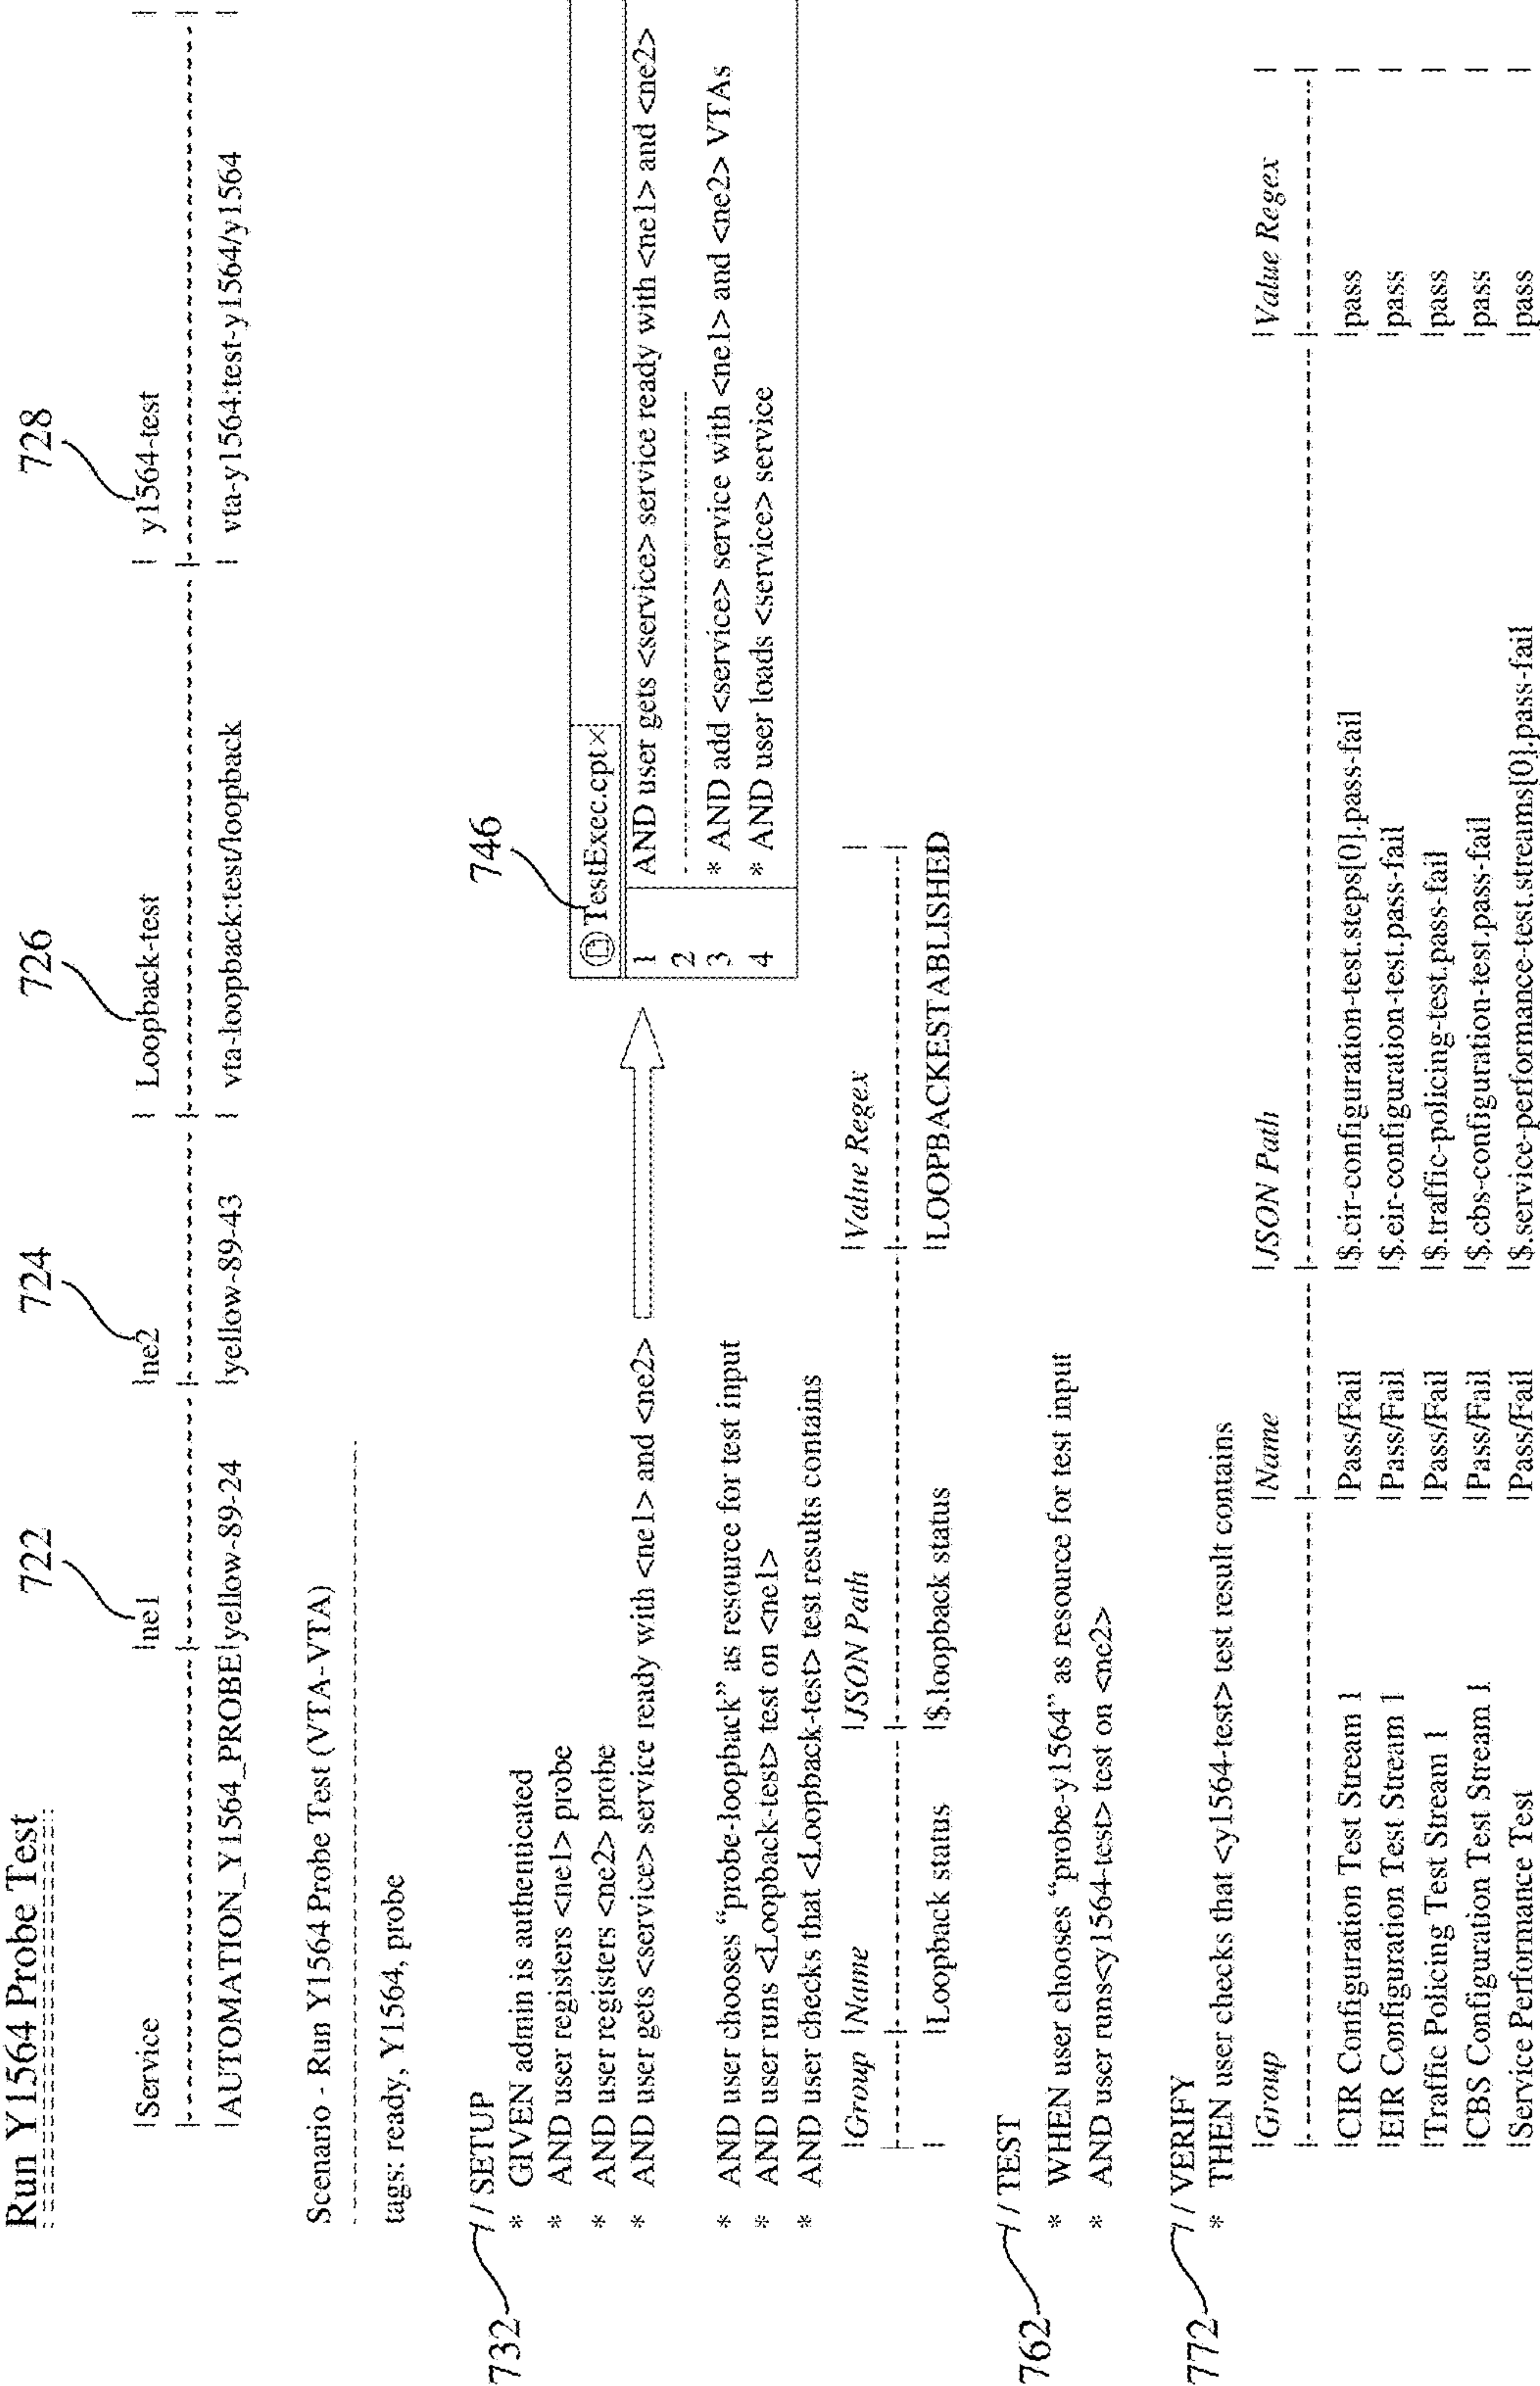 Run Y1564 Probe Test
722 724 726 728
|Service |ne1 |ne2 | Loopback-test | y1564-test |
|AUTOMATION_Y1564_PROBE|yellow-89-24 |yellow-89-43 | vta-loopback:test/loopback | vta-y1564:test-y1564/y1564 |
Scenario - Run Y1564 Probe Test (VTA-VTA)
tags: ready, Y1564, probe
732
// SETUP
* GIVEN admin is authenticated
* AND user registers <ne1> probe
* AND user registers <ne2> probe
* AND user gets <service> service ready with <ne1> and <ne2>
746
TestExec.cpt×
1 AND user gets <service> service ready with <ne1> and <ne2>
2 --------------------
3 * AND add <service> service with <ne1> and <ne2> VTAs
4 * AND user loads <service> service
* AND user chooses "probe-loopback" as resource for test input
* AND user runs <Loopback-test> test on <ne1>
* AND user checks that <Loopback-test> test results contains
|Group |Name |JSON Path |Value Regex |
| |Loopback status |$.loopback status |LOOPBACKESTABLISHED
762
// TEST
* WHEN user chooses "probe-y1564" as resource for test input
* AND user runs<y1564-test> test on <ne2>
772
// VERIFY
* THEN user checks that <y1564-test> test result contains
|Group |Name |JSON Path |Value Regex |
|CIR Configuration Test Stream 1 |Pass/Fail |$.cir-configuration-test.steps[0].pass-fail |pass |
|EIR Configuration Test Stream 1 |Pass/Fail |$.eir-configuration-test.pass-fail |pass |
|Traffic Policing Test Stream 1 |Pass/Fail |$.traffic-policing-test.pass-fail |pass |
|CBS Configuration Test Stream 1 |Pass/Fail |$.cbs-configuration-test.pass-fail |pass |
|Service Performance Test |Pass/Fail |$.service-performance-test.streams[0].pass-fail |pass |